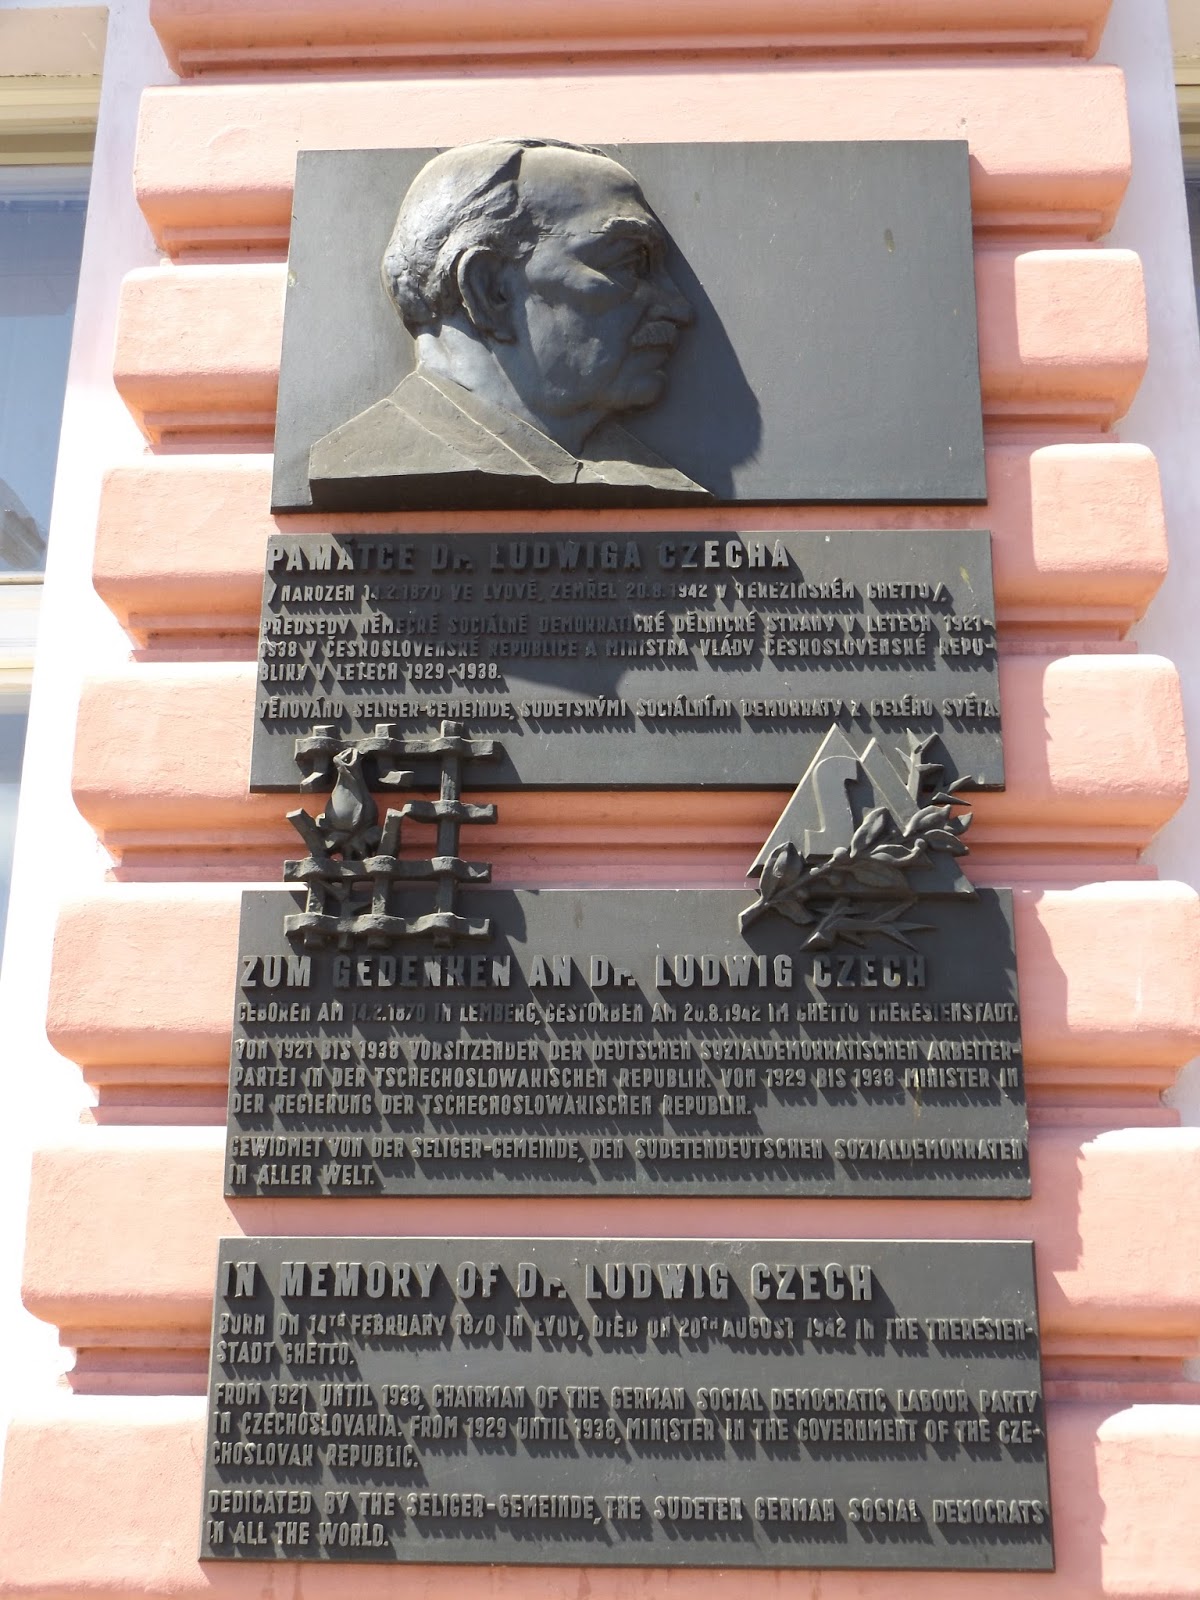 PAMÁTCE DR. LUDWIGA CZECHA
/NAROZEN 14.2.1870 VE LVOVĚ, ZEMŘEL 20.8.1942 V TEREZÍNSKÉM GHETTU/.
PŘEDSEDY NĚMECKÉ SOCIÁLNĚ DEMOKRATICKÉ DĚLNICKÉ STRANY V LETECH 1921-
1938 V ČESKOSLOVENSKÉ REPUBLICE A MINISTRA VLÁDY ČESKOSLOVENSKÉ REPU-
BLIKY V LETECH 1929-1938.
VĚNOVÁNO SELIGER-GEMEINDE, SUDETSKÝMI SOCIÁLNÍMI DEMOKRATY Z CELÉHO SVĚTA.
S
ZUM GEDENKEN AN DR. LUDWIG CZECH
GEBOREN AM 14.2.1870 IN LEMBERG, GESTORBEN AM 20.8.1942 IM GHETTO THERESIENSTADT.
VON 1921 BIS 1938 VORSITZENDER DER DEUTSCHEN SOZIALDEMOKRATISCHEN ARBEITER-
PARTEI IN DER TSCHECHOSLOWAKISCHEN REPUBLIK. VON 1929 BIS 1938 MINISTER IN
DER REGIERUNG DER TSCHECHOSLOWAKISCHEN REPUBLIK.
GEWIDMET VON DER SELIGER-GEMEINDE, DEN SUDETENDEUTSCHEN SOZIALDEMOKRATEN
IN ALLER WELT.
IN MEMORY OF DR. LUDWIG CZECH
BORN ON 14TH FEBRUARY 1870 IN LVOV, DIED ON 20TH AUGUST 1942 IN THE THERESIEN-
STADT GHETTO.
FROM 1921 UNTIL 1938, CHAIRMAN OF THE GERMAN SOCIAL DEMOCRATIC LABOUR PARTY
IN CZECHOSLOVAKIA. FROM 1929 UNTIL 1938, MINISTER IN THE GOVERNMENT OF THE CZE-
CHOSLOVAK REPUBLIC.
DEDICATED BY THE SELIGER-GEMEINDE, THE SUDETEN GERMAN SOCIAL DEMOCRATS
IN ALL THE WORLD.